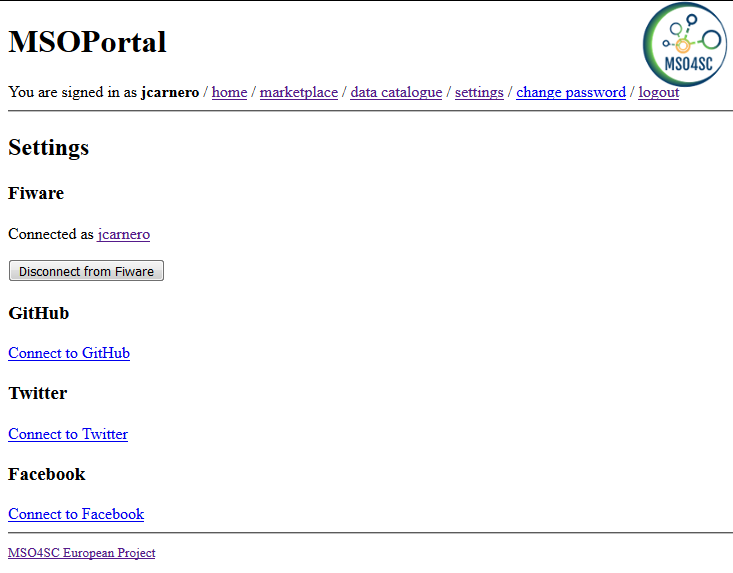 MSOPortal
MSO4SC
You are signed in as jcarnero / home / marketplace / data catalogue / settings / change password / logout
Settings
Fiware
Connected as jcarnero
Disconnect from Fiware
GitHub
Connect to GitHub
Twitter
Connect to Twitter
Facebook
Connect to Facebook
MSO4SC European Project